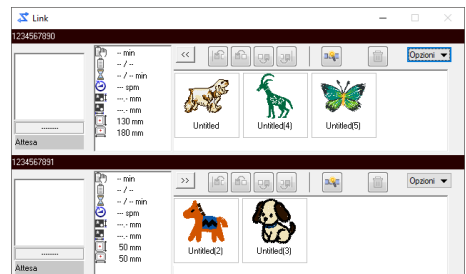 Link
1234567890
-- min
<<
Opzioni
-- / --
-- / -- min
--- spm
---.- mm
---.- mm
130 mm
180 mm
--------
Attesa
Untitled
Untitled(4)
Untitled(5)
1234567891
-- min
>>
Opzioni
-- / --
-- / -- min
--- spm
---.- mm
---.- mm
50 mm
50 mm
--------
Attesa
Untitled(2)
Untitled(3)